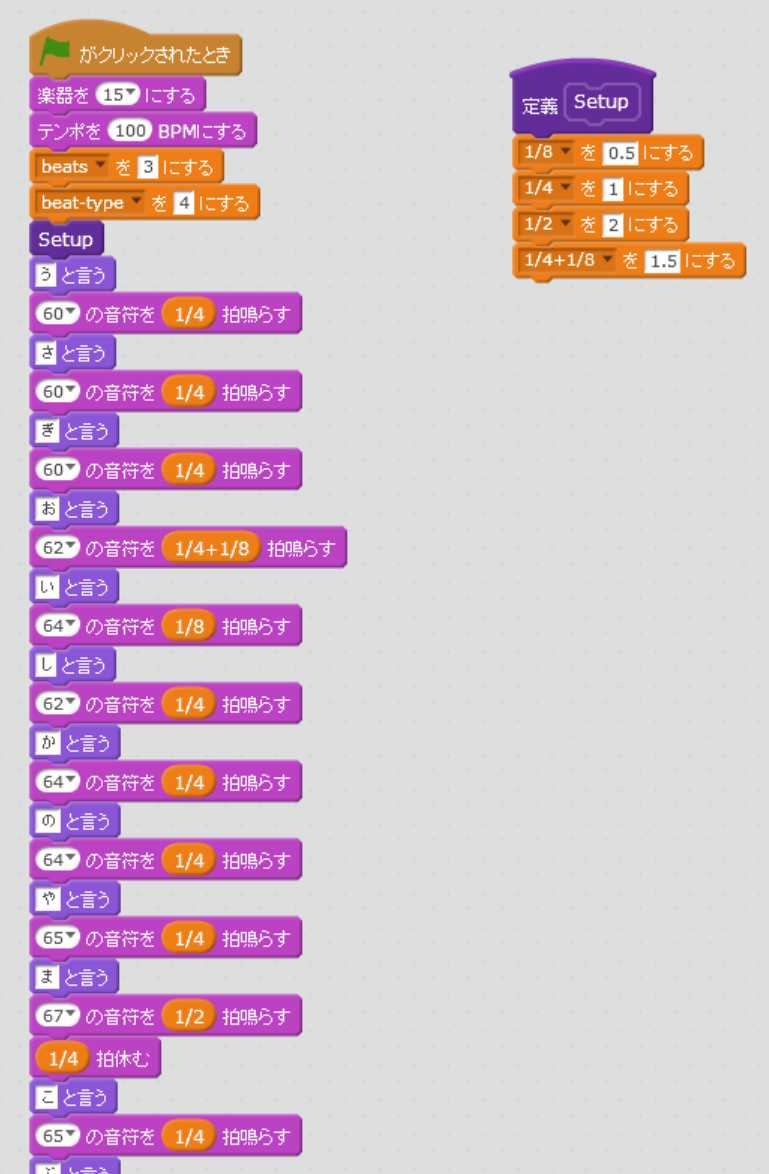 がクリックされたとき
楽器を 15 にする
テンポを 100 BPMにする
beats を 3 にする
beat-type を 4 にする
Setup
う と言う
60 の音符を 1/4 拍鳴らす
さ と言う
60 の音符を 1/4 拍鳴らす
ぎ と言う
60 の音符を 1/4 拍鳴らす
お と言う
62 の音符を 1/4+1/8 拍鳴らす
い と言う
64 の音符を 1/8 拍鳴らす
し と言う
62 の音符を 1/4 拍鳴らす
か と言う
64 の音符を 1/4 拍鳴らす
の と言う
64 の音符を 1/4 拍鳴らす
や と言う
65 の音符を 1/4 拍鳴らす
ま と言う
67 の音符を 1/2 拍鳴らす
1/4 拍休む
こ と言う
65 の音符を 1/4 拍鳴らす
と言う
定義 Setup
1/8 を 0.5 にする
1/4 を 1 にする
1/2 を 2 にする
1/4+1/8 を 1.5 にする